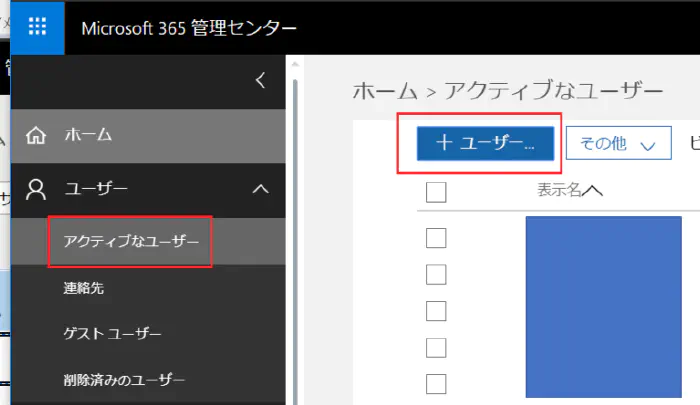 Microsoft 365 管理センター
ホーム > アクティブなユーザー
ホーム
＋ ユーザー...
その他
ユーザー
表示名
アクティブなユーザー
連絡先
ゲスト ユーザー
削除済みのユーザー